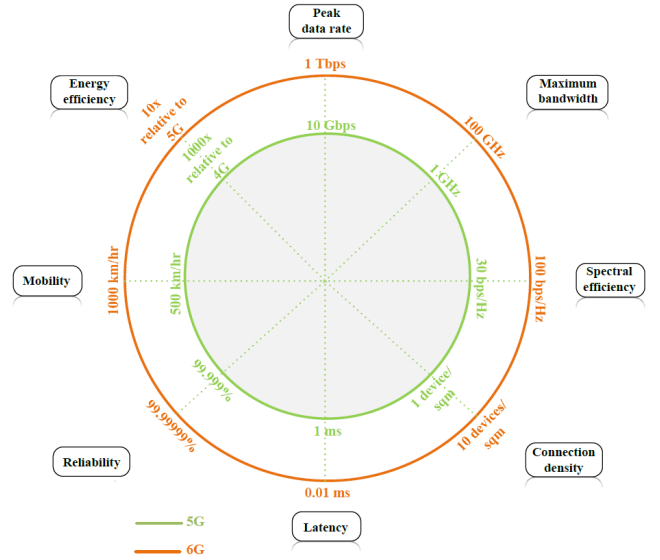 Peak
data rate
1 Tbps
Energy
efficiency
Maximum
bandwidth
10x
relative to
5G
10 Gbps
100 GHz
1000x
relative to
4G
1 GHz
Mobility
1000 km/hr
500 km/hr
30 bps/Hz
100 bps/Hz
Spectral
efficiency
99.999%
1 device/
sqm
99.99999%
1 ms
10 devices/
sqm
Reliability
Connection
density
0.01 ms
Latency
5G
6G